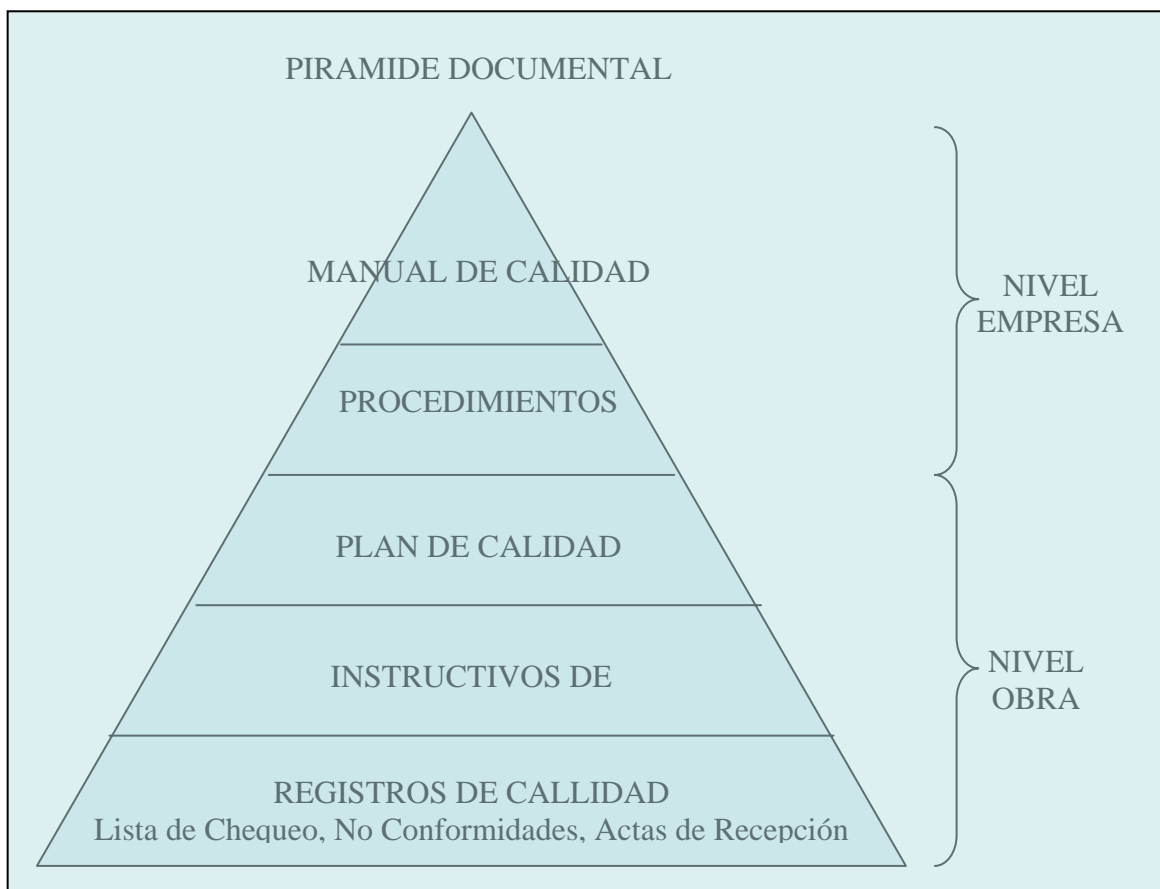 PIRAMIDE DOCUMENTAL
MANUAL DE CALIDAD
PROCEDIMIENTOS
PLAN DE CALIDAD
INSTRUCTIVOS DE
REGISTROS DE CALLIDAD
Lista de Chequeo, No Conformidades, Actas de Recepción
NIVEL
EMPRESA
NIVEL
OBRA